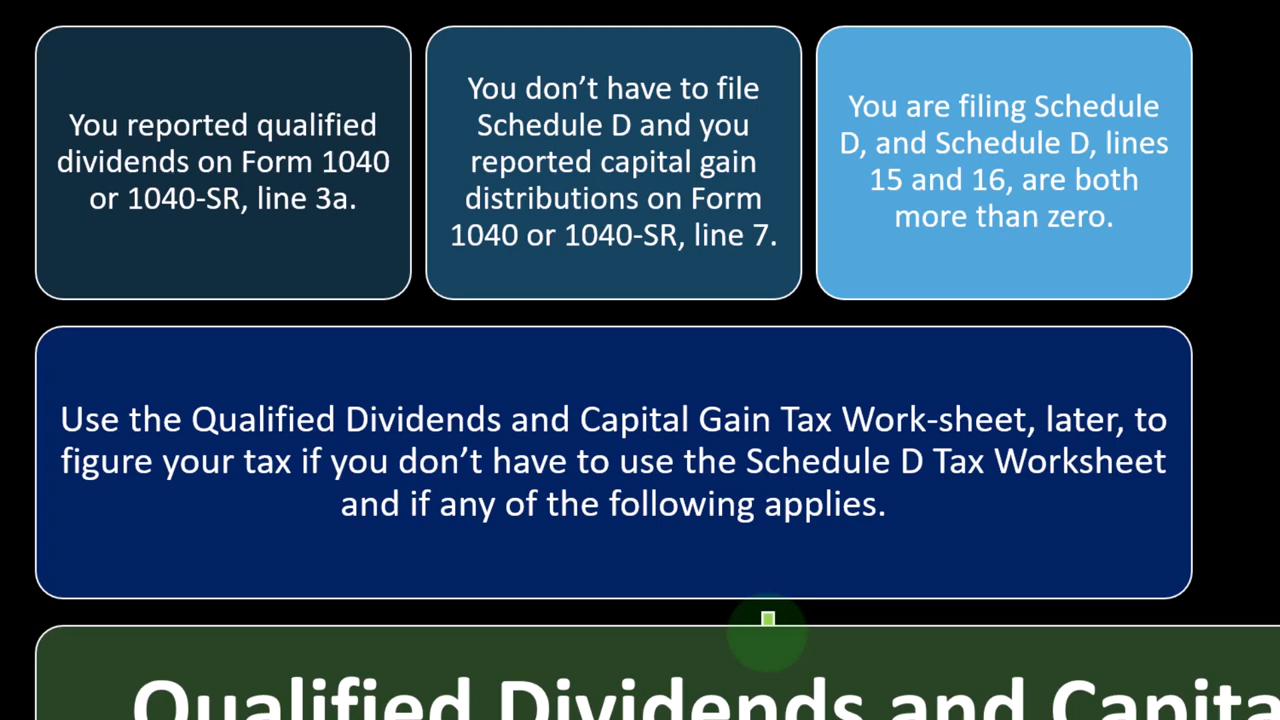 You reported qualified
dividends on Form 1040
or 1040-SR, line 3a.
You don’t have to file
Schedule D and you
reported capital gain
distributions on Form
1040 or 1040-SR, line 7.
You are filing Schedule
D, and Schedule D, lines
15 and 16, are both
more than zero.
Use the Qualified Dividends and Capital Gain Tax Work-sheet, later, to
figure your tax if you don’t have to use the Schedule D Tax Worksheet
and if any of the following applies.
Qualified Dividends and Capita